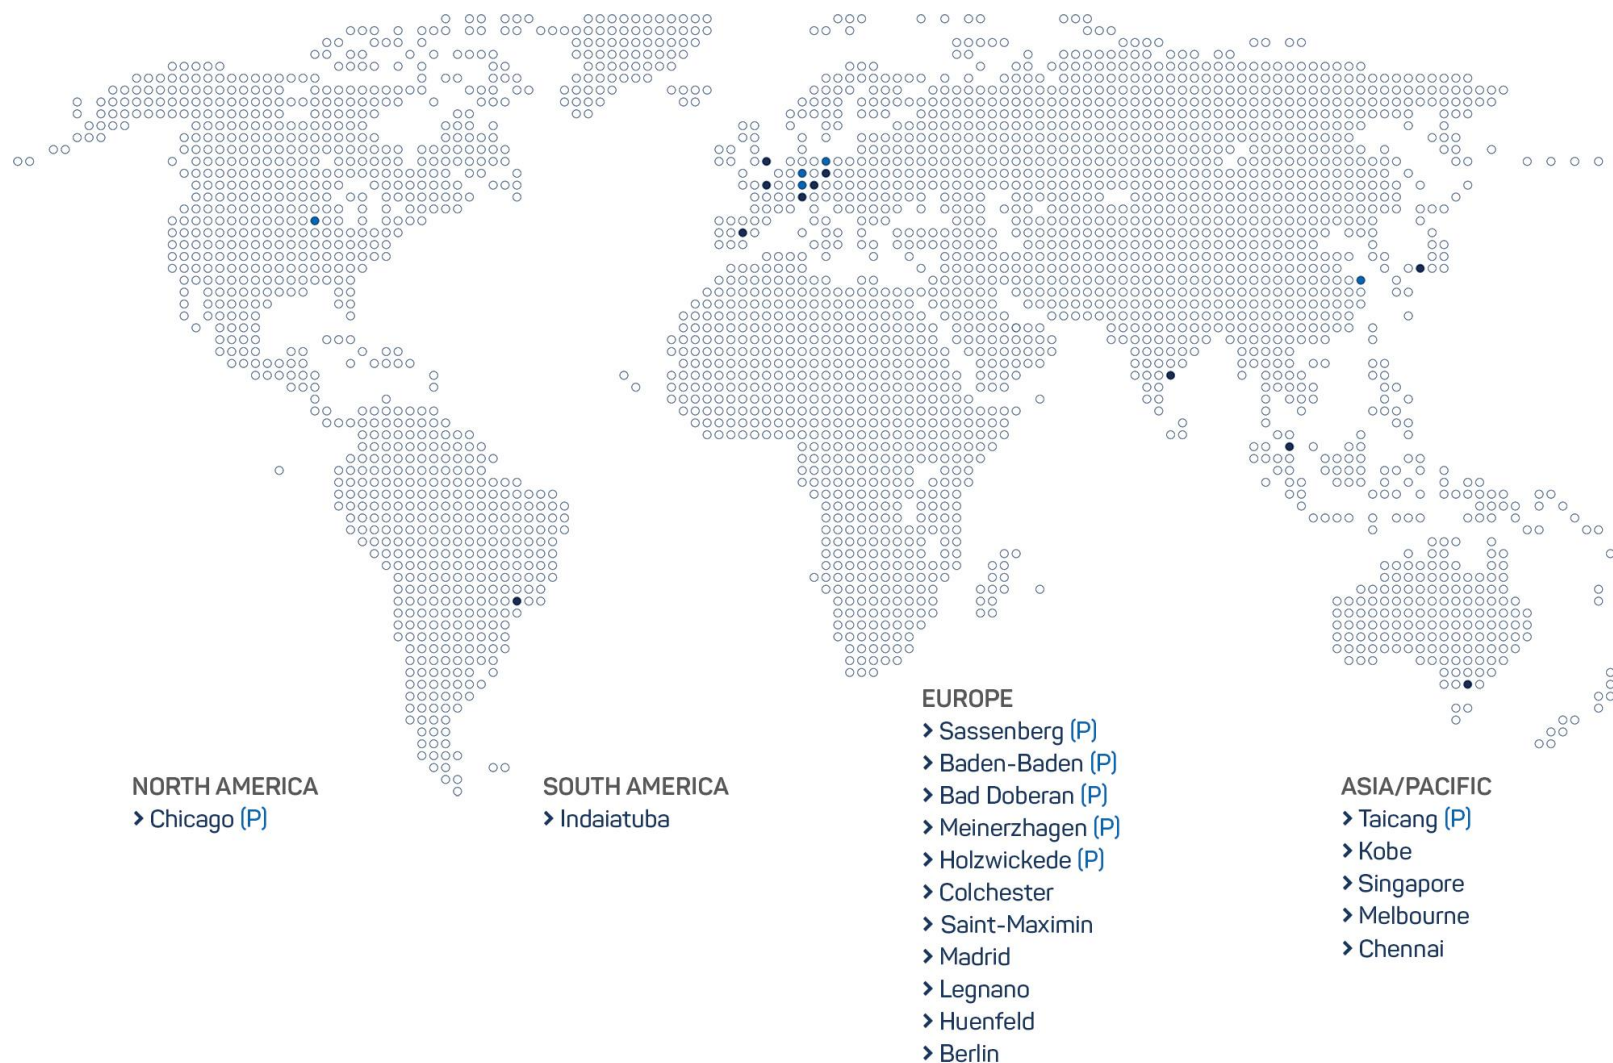 NORTH AMERICA
> Chicago (P)
SOUTH AMERICA
> Indaiatuba
EUROPE
> Sassenberg (P)
> Baden-Baden (P)
> Bad Doberan (P)
> Meinerzhagen (P)
> Holzwickede (P)
> Colchester
> Saint-Maximin
> Madrid
> Legnano
> Huenfeld
> Berlin
ASIA/PACIFIC
> Taicang (P)
> Kobe
> Singapore
> Melbourne
> Chennai